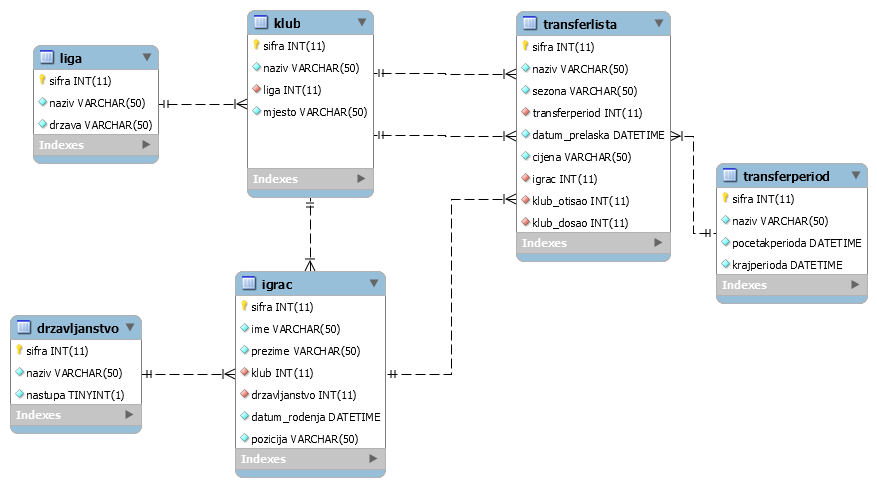 liga
sifra INT(11)
naziv VARCHAR(50)
drzava VARCHAR(50)
Indexes
klub
sifra INT(11)
naziv VARCHAR(50)
liga INT(11)
mjesto VARCHAR(50)
Indexes
transferlista
sifra INT(11)
naziv VARCHAR(50)
sezona VARCHAR(50)
transferperiod INT(11)
datum_prelaska DATETIME
cijena VARCHAR(50)
igrac INT(11)
klub_otisao INT(11)
klub_dosao INT(11)
Indexes
transferperiod
sifra INT(11)
naziv VARCHAR(50)
pocetakperioda DATETIME
krajperioda DATETIME
Indexes
drzavljanstvo
sifra INT(11)
naziv VARCHAR(50)
nastupa TINYINT(1)
Indexes
igrac
sifra INT(11)
ime VARCHAR(50)
prezime VARCHAR(50)
klub INT(11)
drzavljanstvo INT(11)
datum_rodenja DATETIME
pozicija VARCHAR(50)
Indexes